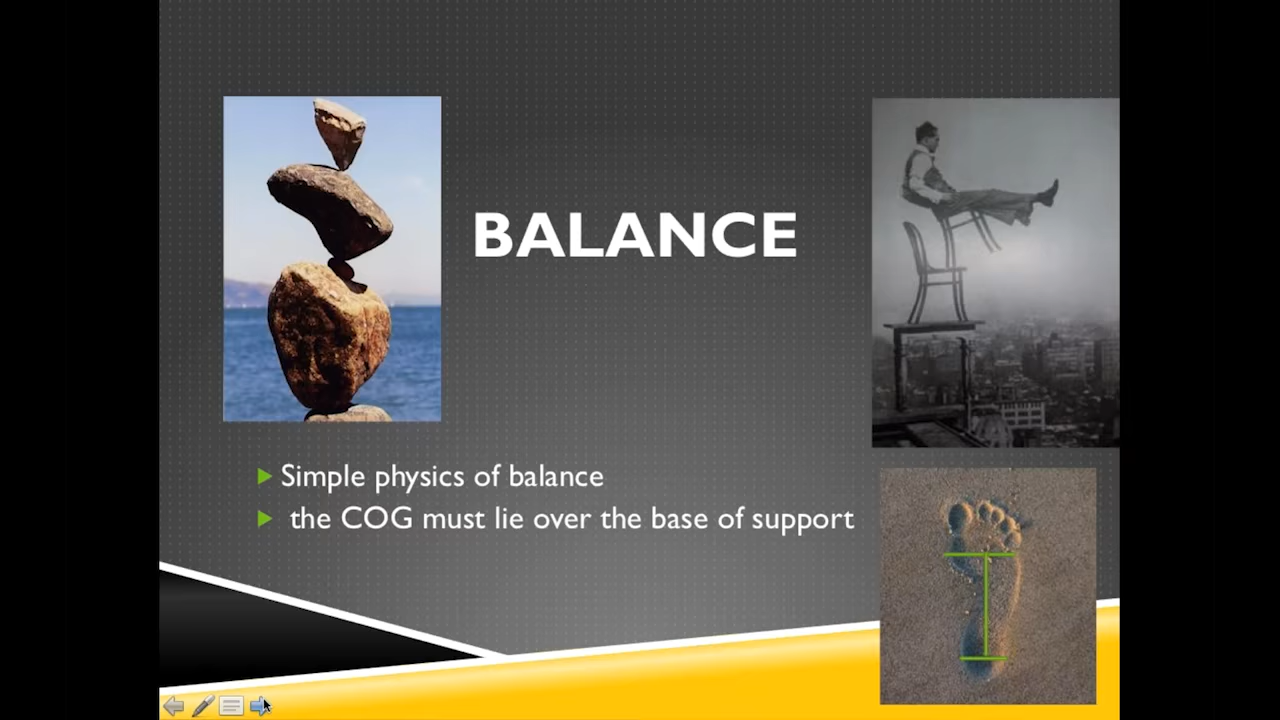 BALANCE
Simple physics of balance
the COG must lie over the base of support